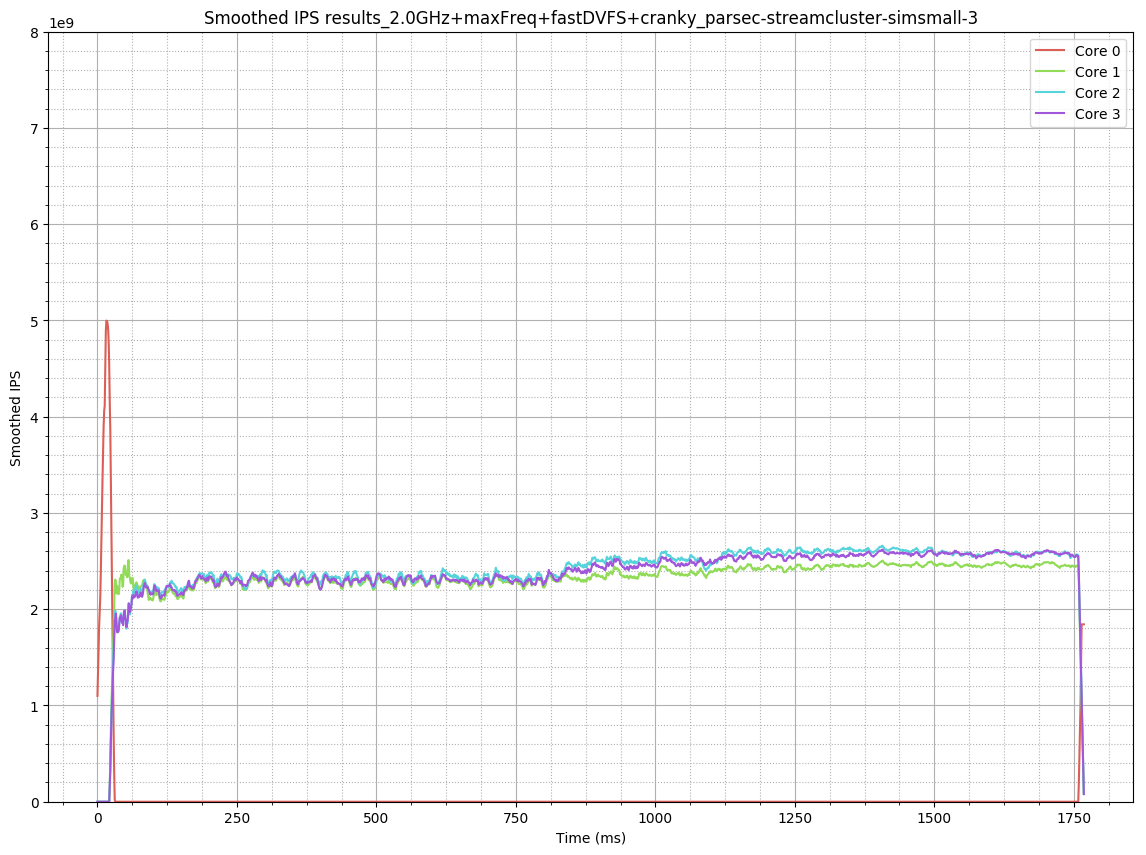 Smoothed IPS results_2.0GHz+maxFreq+fastDVFS+cranky_parsec-streamcluster-simsmall-3
1e9
8
7
6
5
4
3
2
1
0
Smoothed IPS
Core 0
Core 1
Core 2
Core 3
0 250 500 750 1000 1250 1500 1750
Time (ms)